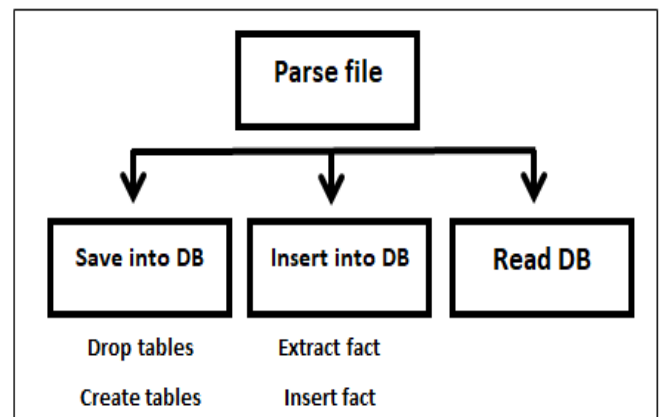 Parse file
Save into DB
Insert into DB
Read DB
Drop tables
Extract fact
Create tables
Insert fact